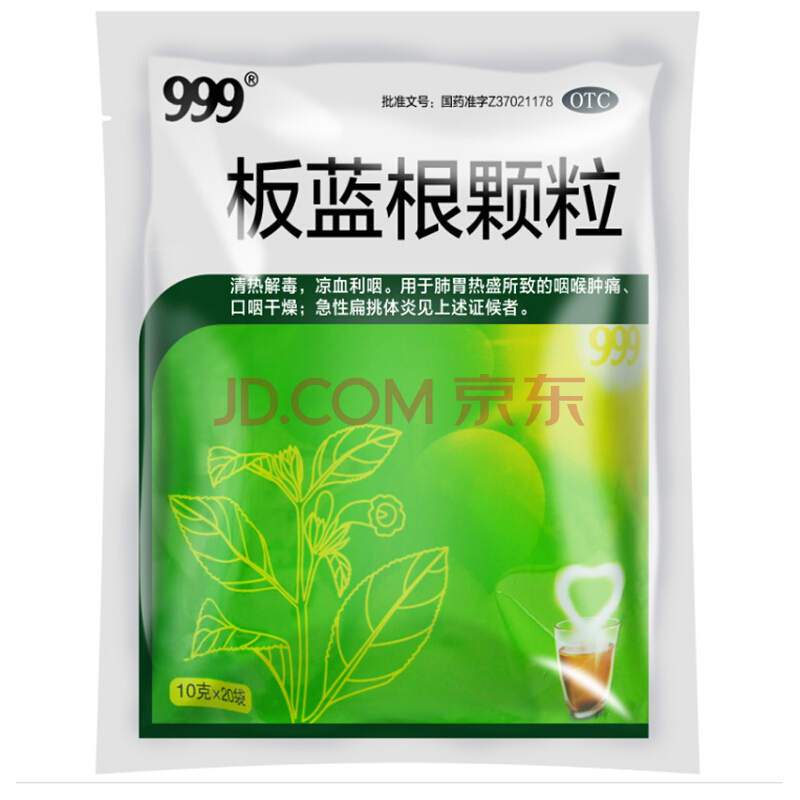 999®
批准文号：国药准字Z37021178 OTC
板蓝根颗粒
清热解毒，凉血利咽。用于肺胃热盛所致的咽喉肿痛、
口咽干燥；急性扁挑体炎见上述证候者。
999
JD.COM 京东
10克×20袋